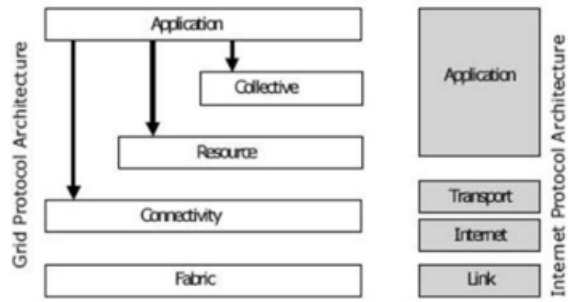 Grid Protocol Architecture
Application
Collective
Resource
Connectivity
Fabric
Application
Transport
Internet
Link
Internet Protocol Architecture